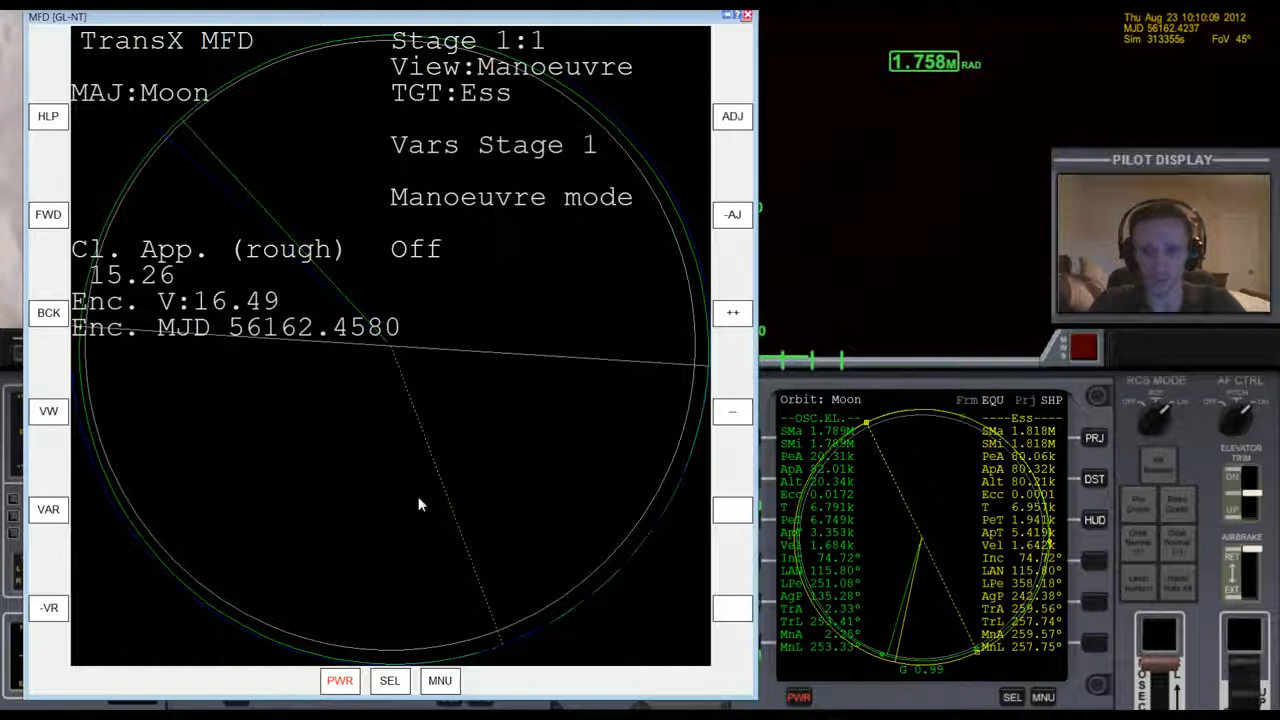 MFD [GL-NT]
TransX MFD
Stage 1:1
View:Manoeuvre
MAJ:Moon
TGT:Ess
Vars Stage 1
Manoeuvre mode
Cl. App. (rough)
Off
15.26
Enc. V:16.49
Enc. MJD 56162.4580
HLP
FWD
BCK
VW
VAR
-VR
ADJ
-AJ
++
--
PWR
SEL
MNU
1.758M RAD
Thu Aug 23 10:10:09 2012
MJD 56162.4237
Sim 313355s
FoV 45°
PILOT DISPLAY
MWS
Orbit: Moon
Frm EQU
Prj SHP
--OSC.EL.--
SMa 1.789M
SMi 1.789M
PeA 20.31k
ApA 82.01k
Alt 20.34k
Ecc 0.0172
T 6.791k
PeT 6.749k
ApT 3.353k
Vel 1.684k
Inc 74.72°
LAN 115.80°
LPe 251.08°
AgP 135.28°
TrA 2.33°
TrL 253.41°
MnA 2.25°
MnL 253.33°
----Ess----
SMa 1.818M
SMi 1.818M
PeA 80.06k
ApA 80.32k
Alt 80.21k
Ecc 0.0001
T 6.957k
PeT 1.941k
ApT 5.419k
Vel 1.642k
Inc 74.72°
LAN 115.80°
LPe 358.18°
AgP 242.38°
TrA 259.56°
TrL 257.74°
MnA 259.57°
MnL 257.75°
G 0.99
PRJ
DST
HUD
PWR
SEL
MNU
RCS MODE
OFF
LIN
AF CTRL
OFF
ON
ELEVATOR
TRIM
DN
UP
AIRBRAKE
RET
EXT